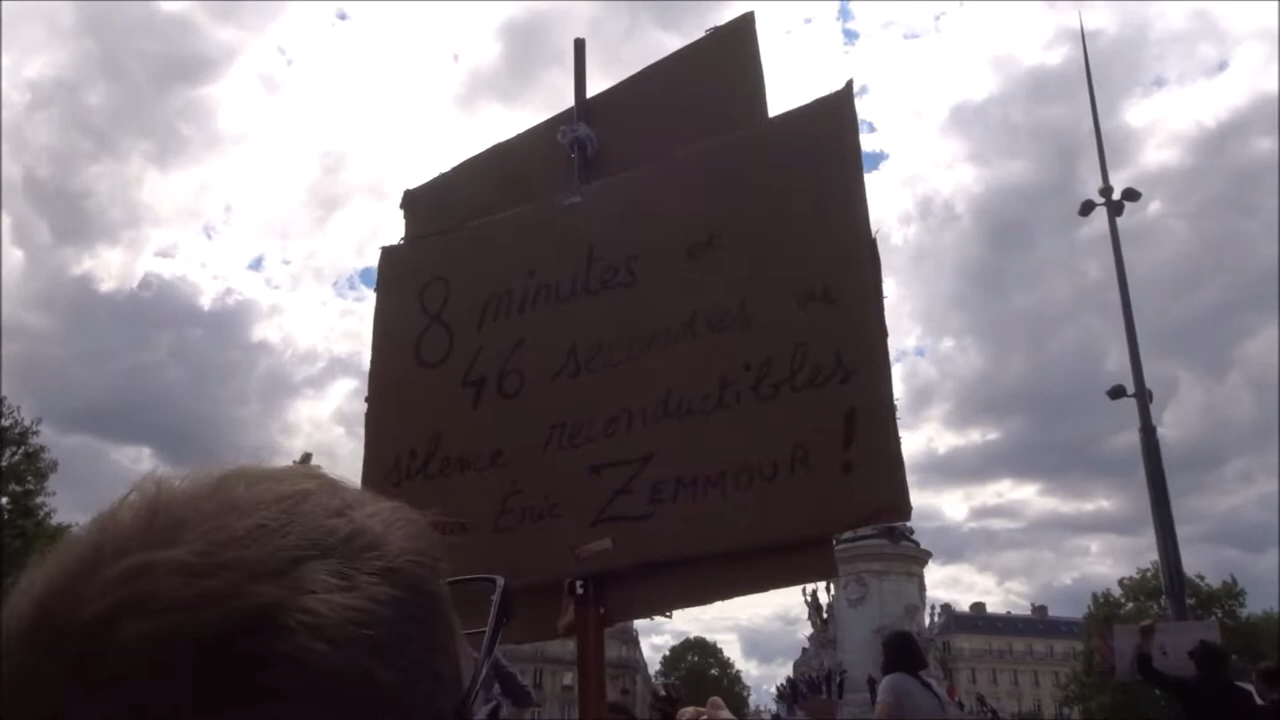 8 minutes et
46 secondes de
silence reconductibles
Éric ZEMMOUR !